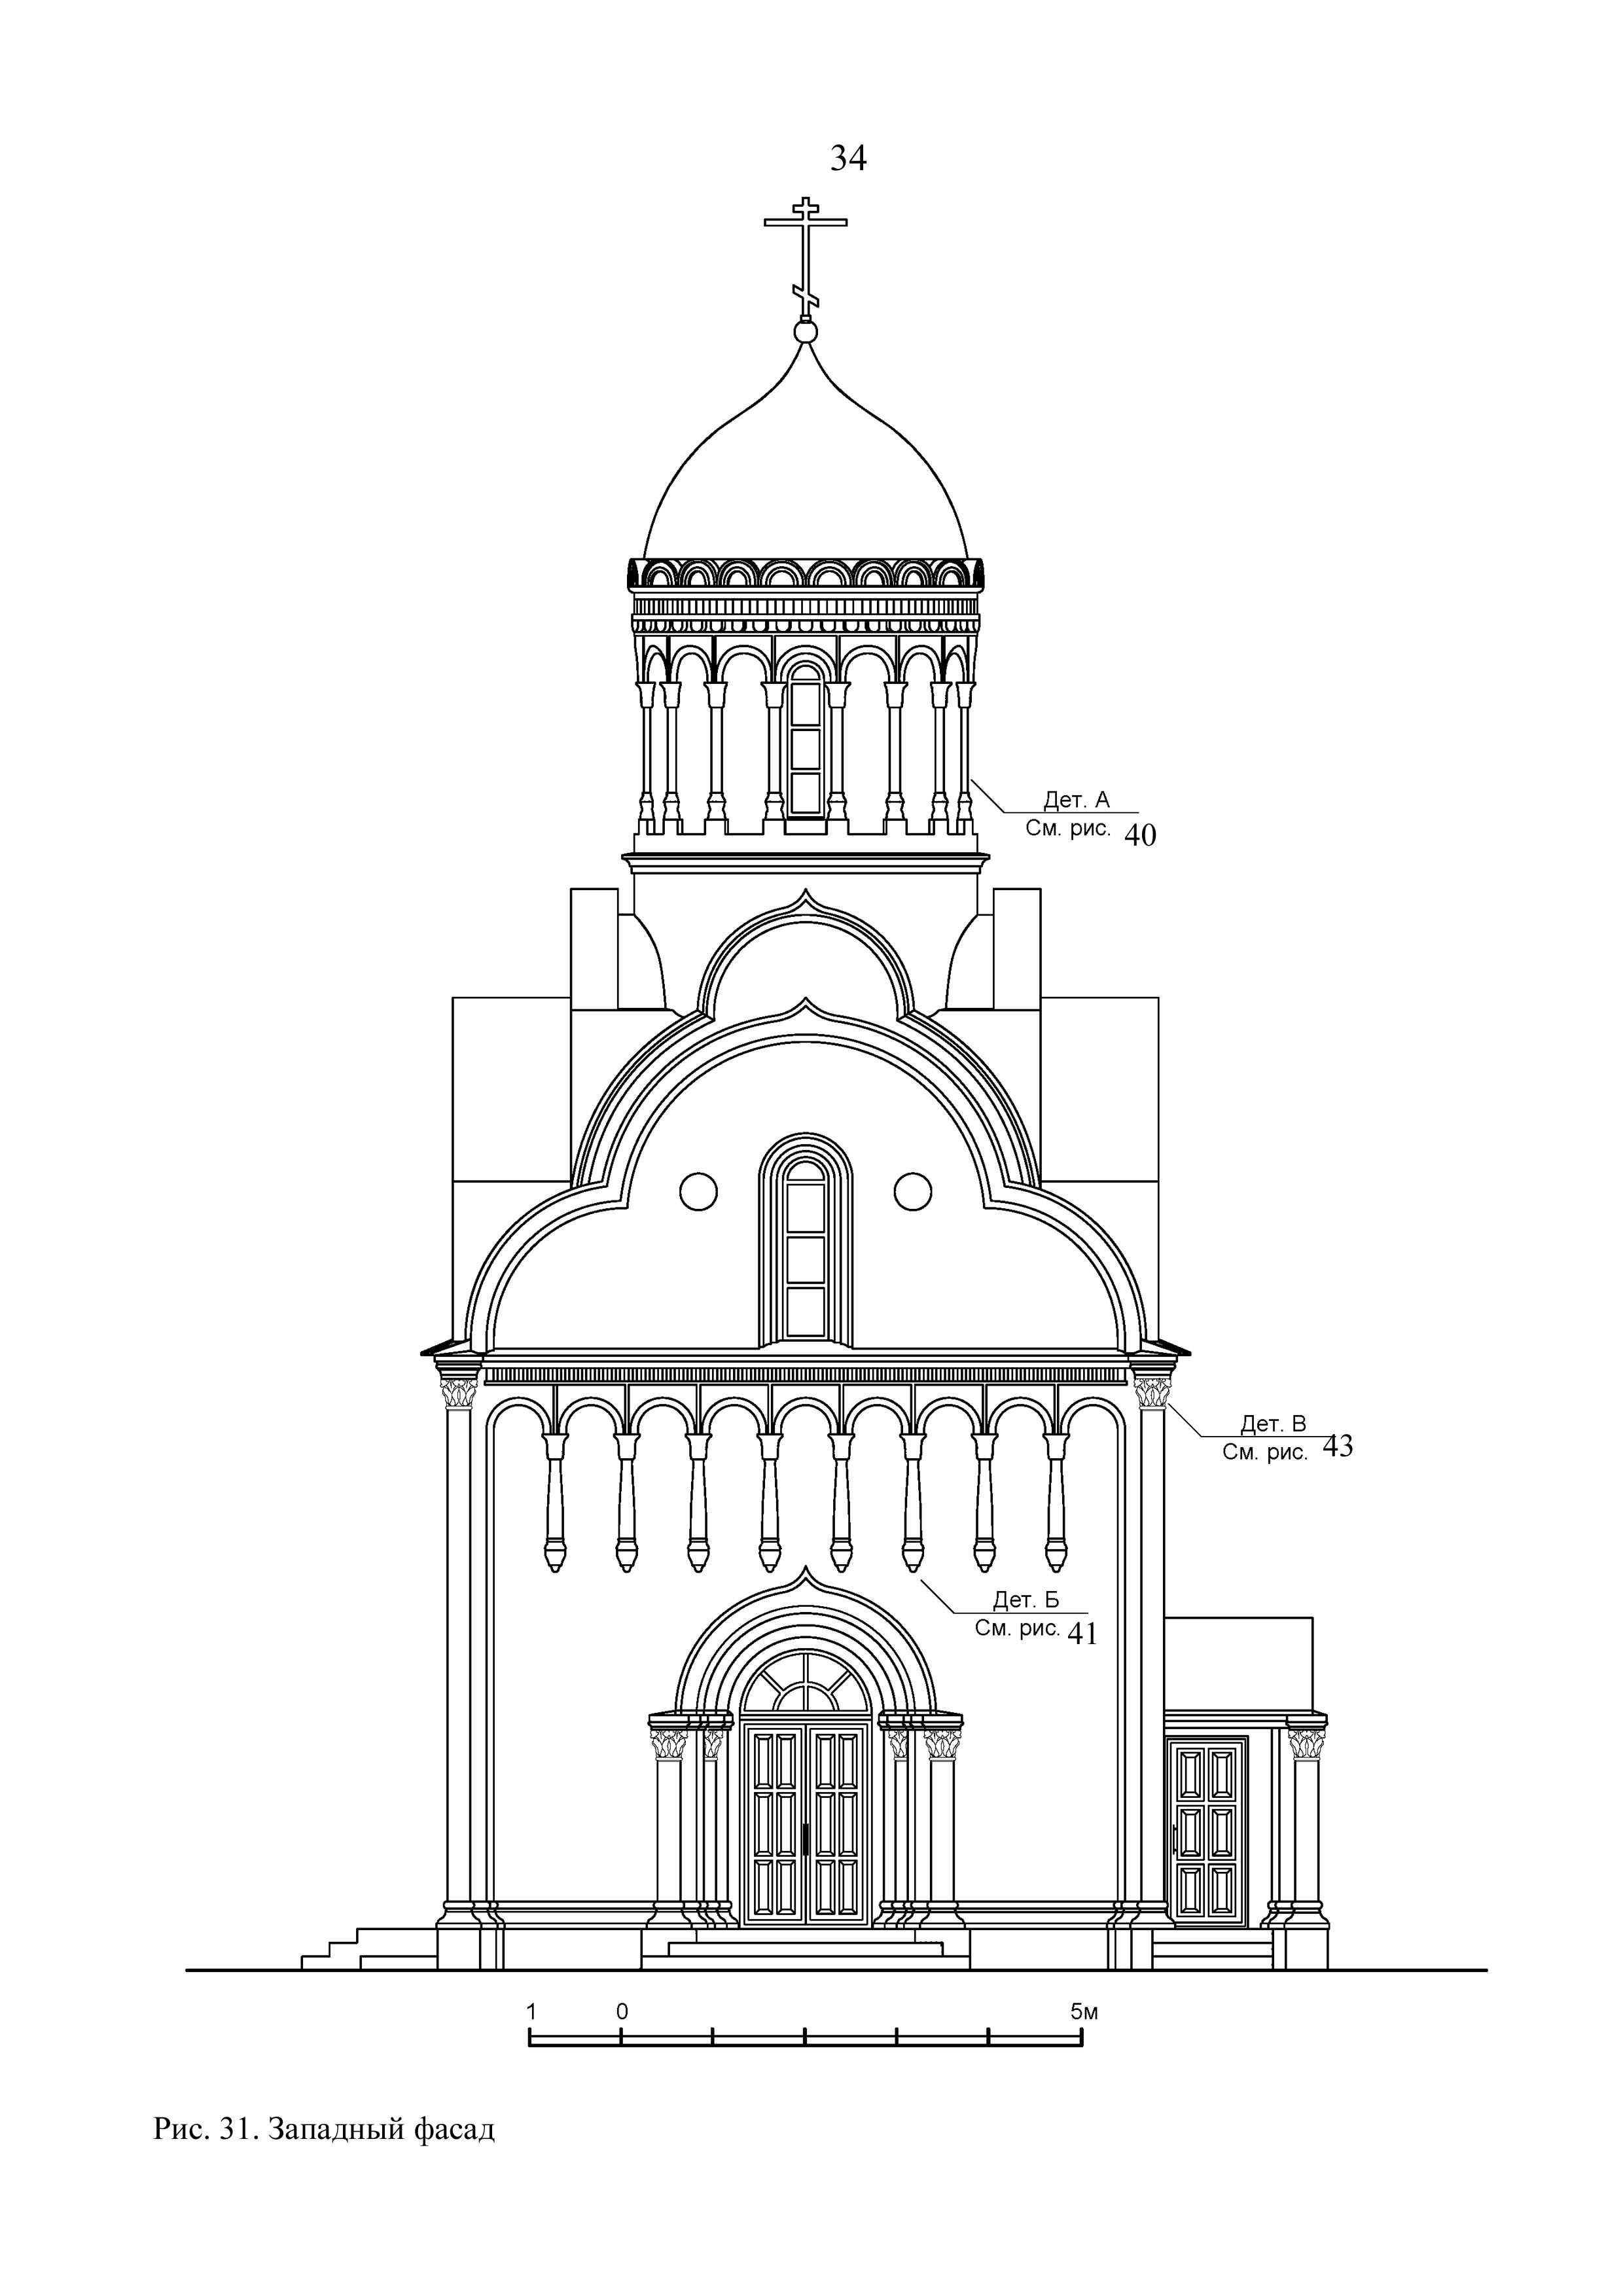 34
Дет. А
См. рис. 40
Дет. В
См. рис. 43
Дет. Б
См. рис. 41
1 0 5м
Рис. 31. Западный фасад